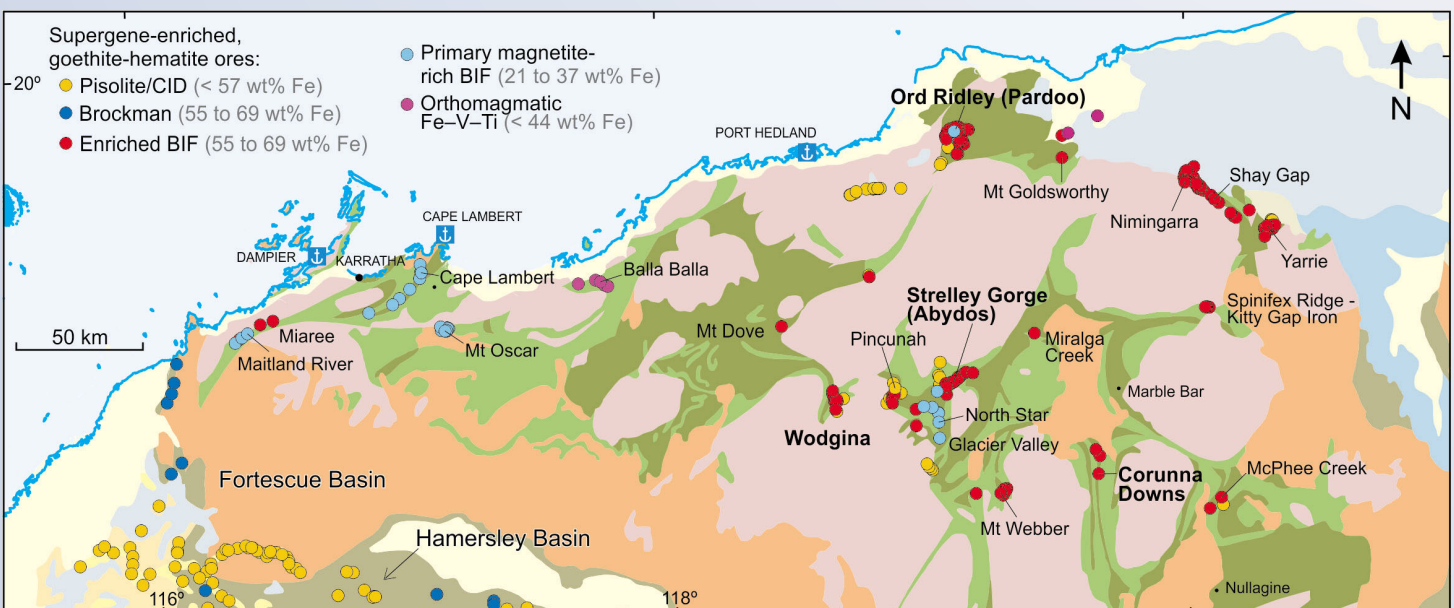 Supergene-enriched,
goethite-hematite ores:
Pisolite/CID (< 57 wt% Fe)
Brockman (55 to 69 wt% Fe)
Enriched BIF (55 to 69 wt% Fe)
Primary magnetite-
rich BIF (21 to 37 wt% Fe)
Orthomagmatic
Fe–V–Ti (< 44 wt% Fe)
20º
N
Ord Ridley (Pardoo)
PORT HEDLAND
Mt Goldsworthy
Shay Gap
Nimingarra
Yarrie
CAPE LAMBERT
DAMPIER
KARRATHA
Cape Lambert
Balla Balla
Spinifex Ridge -
Kitty Gap Iron
Strelley Gorge
(Abydos)
50 km
Miaree
Maitland River
Mt Oscar
Mt Dove
Pincunah
Miralga
Creek
Marble Bar
North Star
Wodgina
Glacier Valley
Fortescue Basin
Corunna
Downs
McPhee Creek
Mt Webber
Hamersley Basin
Nullagine
116º
118º